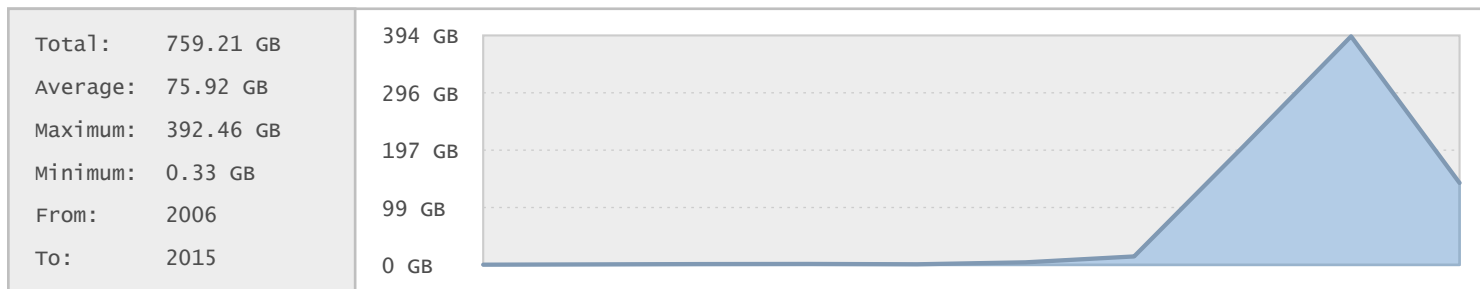 Total: 759.21 GB
Average: 75.92 GB
Maximum: 392.46 GB
Minimum: 0.33 GB
From: 2006
To: 2015
394 GB
296 GB
197 GB
99 GB
0 GB